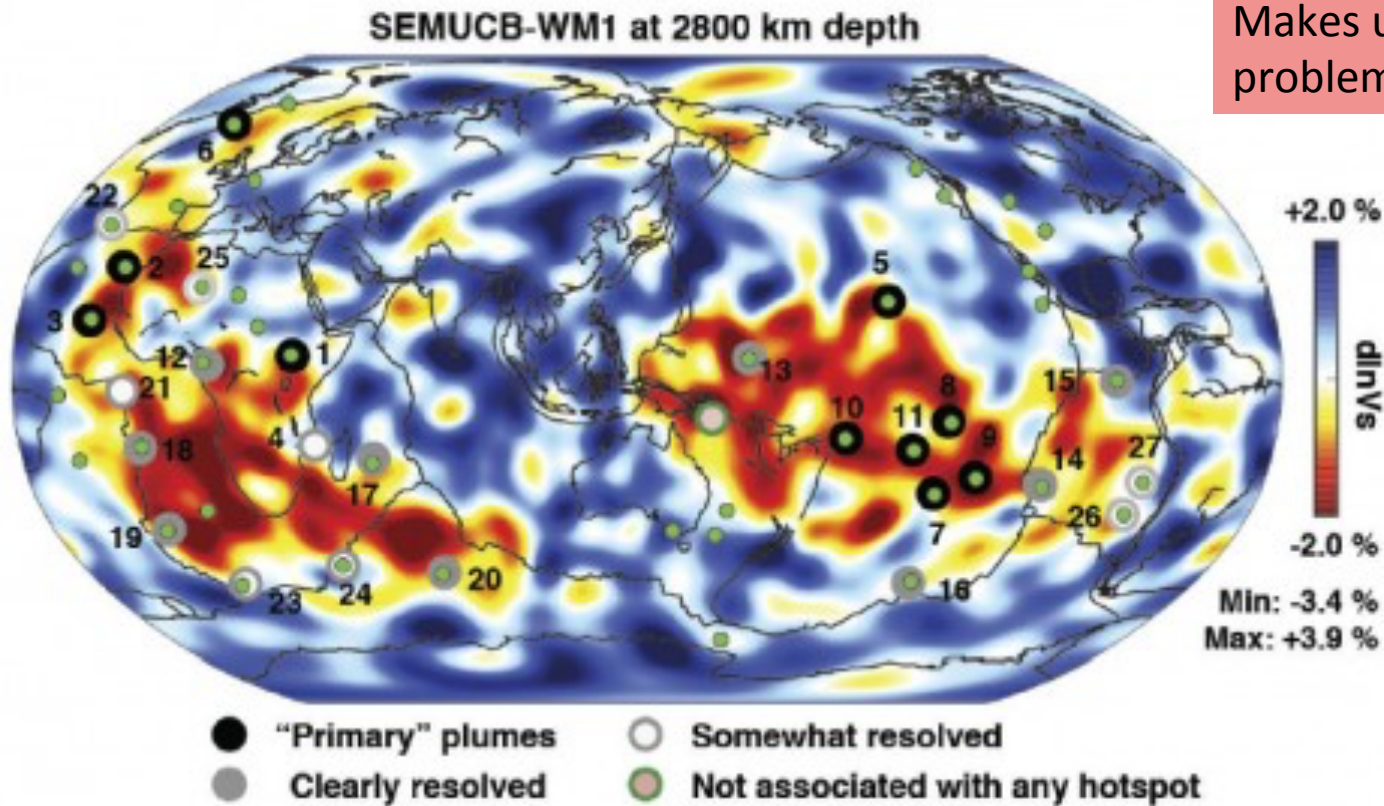 SEMUCB-WM1 at 2800 km depth
Makes u
problem
6
22
2
25
3
12
1
21
4
18
17
19
23
24
20
5
13
8
10
11
9
7
15
14
27
26
16
+2.0 %
dlnVs
-2.0 %
Min: -3.4 %
Max: +3.9 %
"Primary" plumes
Somewhat resolved
Clearly resolved
Not associated with any hotspot